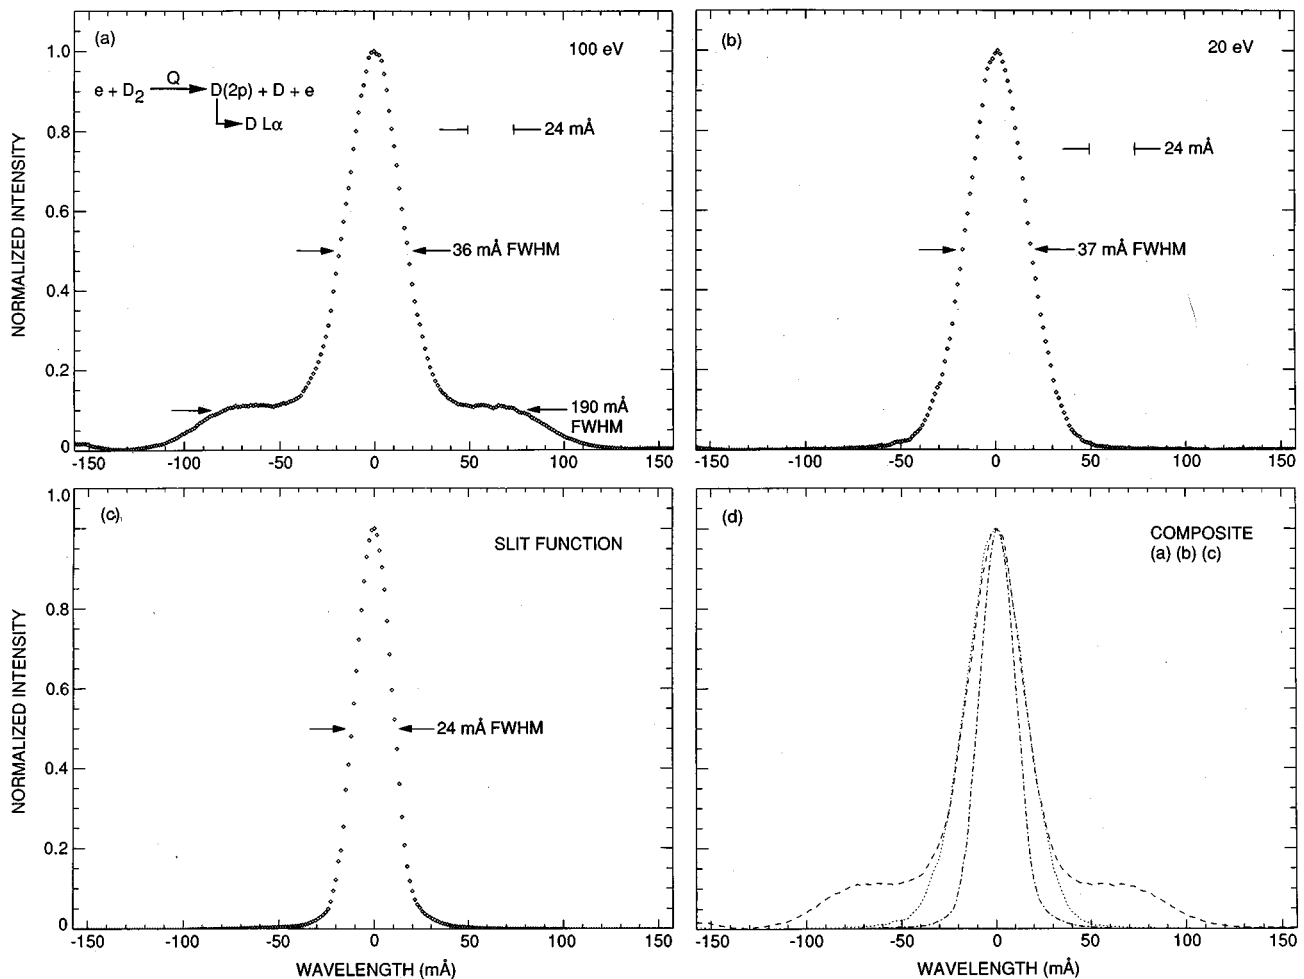 (a)
100 eV
e + D2 Q D(2p) + D + e
D Lα
24 mÅ
36 mÅ FWHM
190 mÅ
FWHM
NORMALIZED INTENSITY
1.0
0.8
0.6
0.4
0.2
0
-150 -100 -50 0 50 100 150
(b)
20 eV
24 mÅ
37 mÅ FWHM
-150 -100 -50 0 50 100 150
(c)
SLIT FUNCTION
24 mÅ FWHM
NORMALIZED INTENSITY
1.0
0.8
0.6
0.4
0.2
0
-150 -100 -50 0 50 100 150
WAVELENGTH (mÅ)
(d)
COMPOSITE
(a) (b) (c)
-150 -100 -50 0 50 100 150
WAVELENGTH (mÅ)